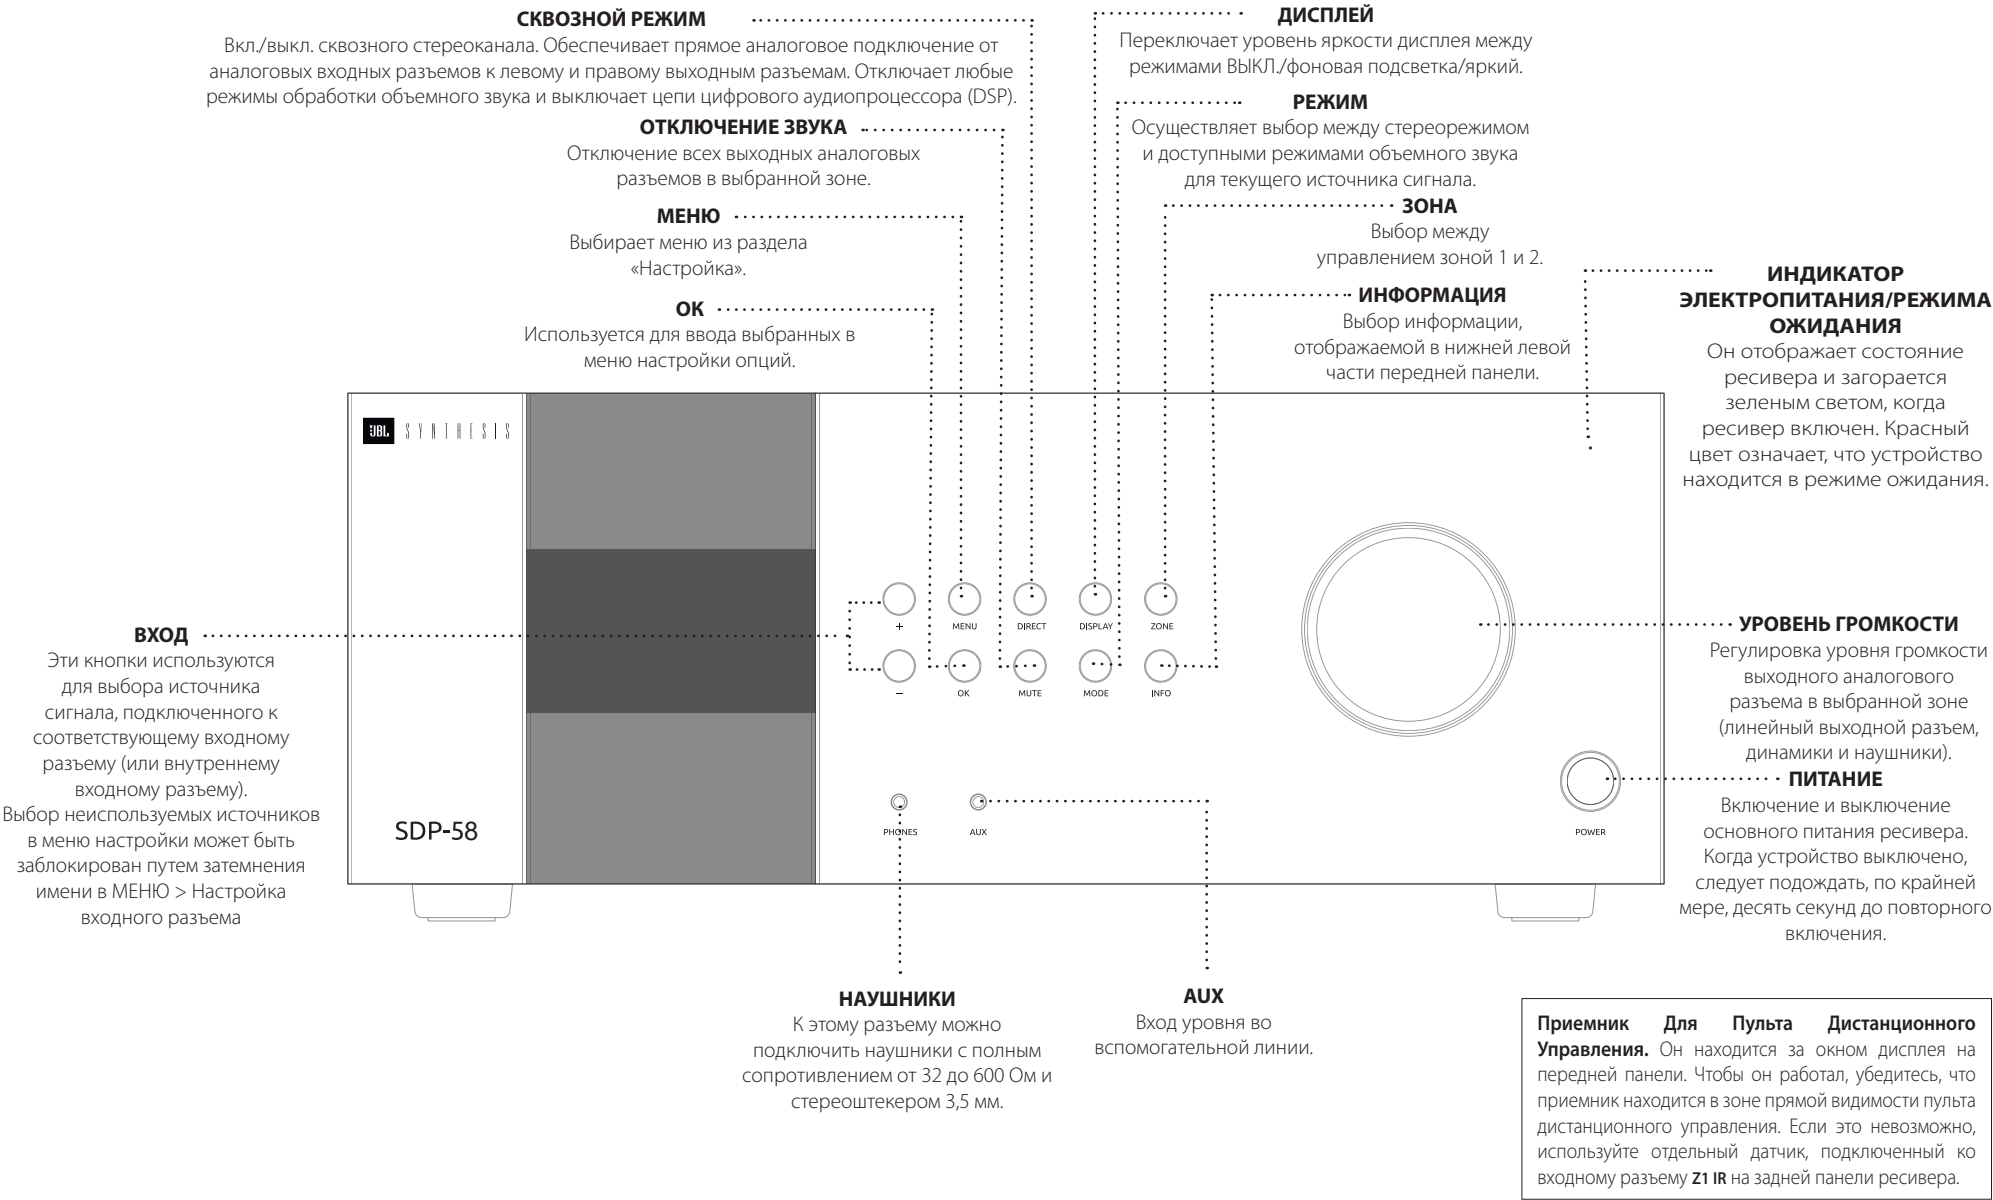 СКВОЗНОЙ РЕЖИМ
Вкл./выкл. сквозного стереоканала. Обеспечивает прямое аналоговое подключение от
аналоговых входных разъемов к левому и правому выходным разъемам. Отключает любые
режимы обработки объемного звука и выключает цепи цифрового аудиопроцессора (DSP).
ОТКЛЮЧЕНИЕ ЗВУКА
Отключение всех выходных аналоговых
разъемов в выбранной зоне.
МЕНЮ
Выбирает меню из раздела
«Настройка».
ОК
Используется для ввода выбранных в
меню настройки опций.
ДИСПЛЕЙ
Переключает уровень яркости дисплея между
режимами ВЫКЛ./фоновая подсветка/яркий.
РЕЖИМ
Осуществляет выбор между стереорежимом
и доступными режимами объемного звука
для текущего источника сигнала.
ЗОНА
Выбор между
управлением зоной 1 и 2.
ИНФОРМАЦИЯ
Выбор информации,
отображаемой в нижней левой
части передней панели.
ИНДИКАТОР
ЭЛЕКТРОПИТАНИЯ/РЕЖИМА
ОЖИДАНИЯ
Он отображает состояние
ресивера и загорается
зеленым светом, когда
ресивер включен. Красный
цвет означает, что устройство
находится в режиме ожидания.
JBL SYNTHESIS
+
MENU
DIRECT
DISPLAY
ZONE
–
OK
MUTE
MODE
INFO
PHONES
AUX
POWER
SDP-58
ВХОД
Эти кнопки используются
для выбора источника
сигнала, подключенного к
соответствующему входному
разъему (или внутреннему
входному разъему).
Выбор неиспользуемых источников
в меню настройки может быть
заблокирован путем затемнения
имени в МЕНЮ > Настройка
входного разъема
УРОВЕНЬ ГРОМКОСТИ
Регулировка уровня громкости
выходного аналогового
разъема в выбранной зоне
(линейный выходной разъем,
динамики и наушники).
ПИТАНИЕ
Включение и выключение
основного питания ресивера.
Когда устройство выключено,
следует подождать, по крайней
мере, десять секунд до повторного
включения.
НАУШНИКИ
К этому разъему можно
подключить наушники с полным
сопротивлением от 32 до 600 Ом и
стереоштекером 3,5 мм.
AUX
Вход уровня во
вспомогательной линии.
Приемник Для Пульта Дистанционного
Управления. Он находится за окном дисплея на
передней панели. Чтобы он работал, убедитесь, что
приемник находится в зоне прямой видимости пульта
дистанционного управления. Если это невозможно,
используйте отдельный датчик, подключенный ко
входному разъему Z1 IR на задней панели ресивера.